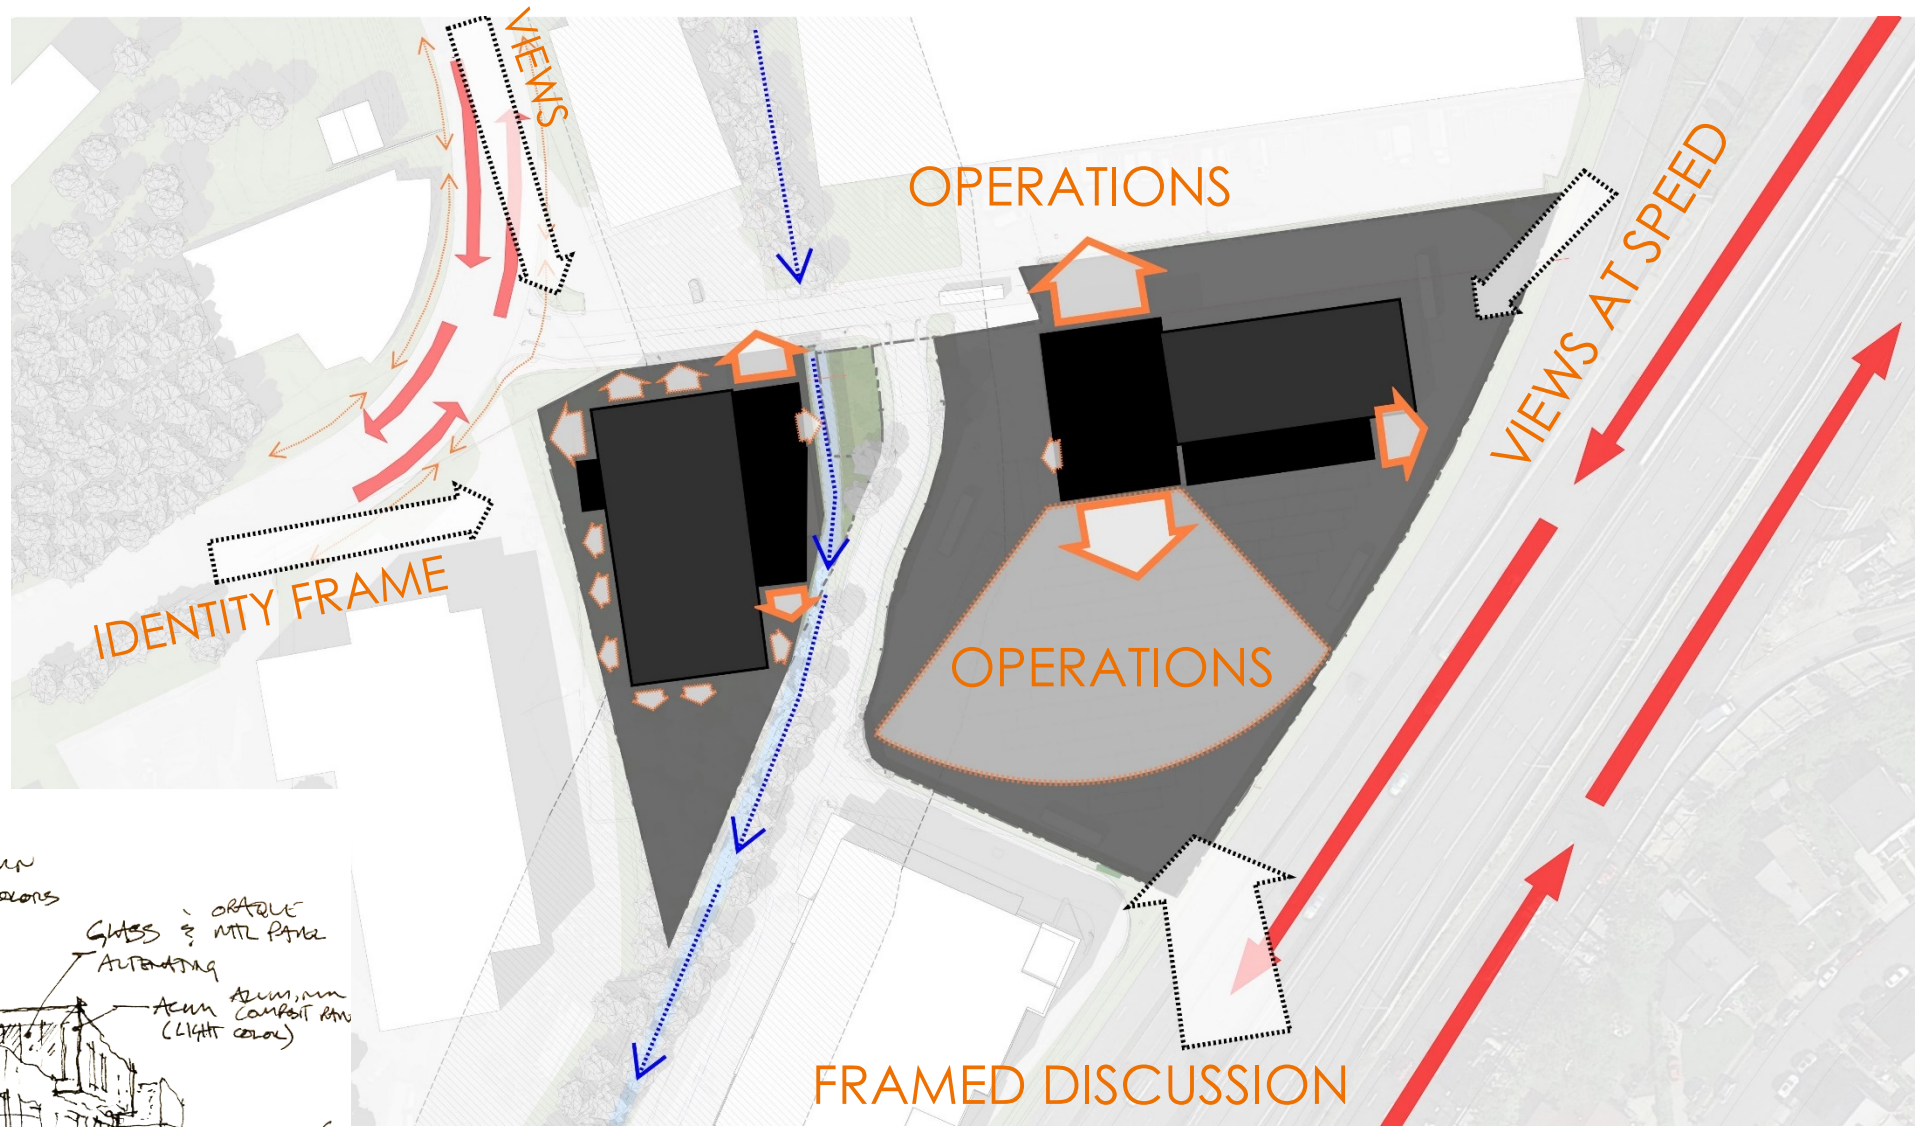 VIEWS
OPERATIONS
VIEWS AT SPEED
IDENTITY FRAME
OPERATIONS
FRAMED DISCUSSION
GLASS & OPAQUE
MTL PANEL
ALTERNATING
ALUMINUM
COMPOSIT PAN
(LIGHT COLOR)